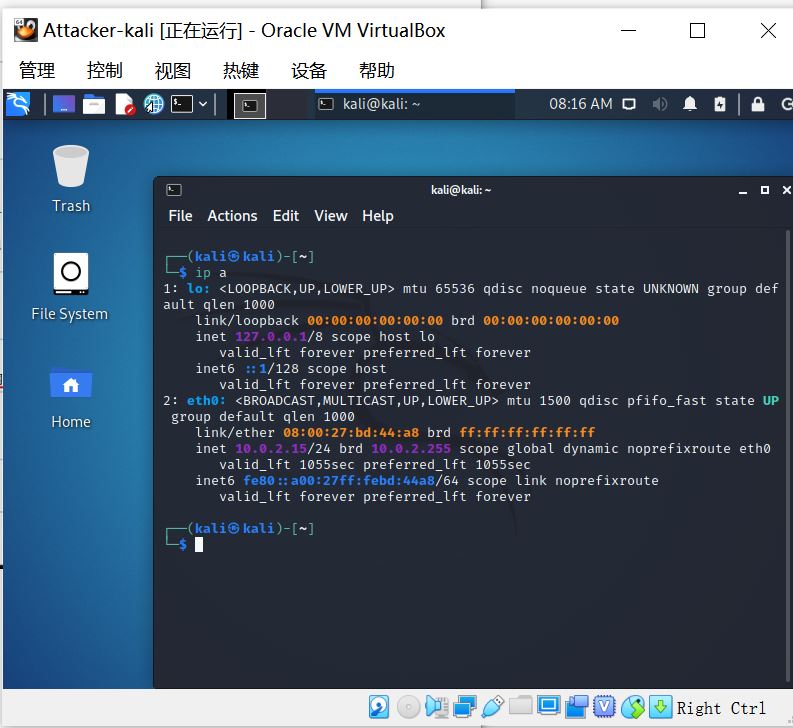 Attacker-kali [正在运行] - Oracle VM VirtualBox
管理 控制 视图 热键 设备 帮助
kali@kali: ~ 08:16 AM
Trash
File System
Home
kali@kali: ~
File Actions Edit View Help
┌──(kali㉿kali)-[~]
└─$ ip a
1: lo: <LOOPBACK,UP,LOWER_UP> mtu 65536 qdisc noqueue state UNKNOWN group def
ault qlen 1000
link/loopback 00:00:00:00:00:00 brd 00:00:00:00:00:00
inet 127.0.0.1/8 scope host lo
valid_lft forever preferred_lft forever
inet6 ::1/128 scope host
valid_lft forever preferred_lft forever
2: eth0: <BROADCAST,MULTICAST,UP,LOWER_UP> mtu 1500 qdisc pfifo_fast state UP
group default qlen 1000
link/ether 08:00:27:bd:44:a8 brd ff:ff:ff:ff:ff:ff
inet 10.0.2.15/24 brd 10.0.2.255 scope global dynamic noprefixroute eth0
valid_lft 1055sec preferred_lft 1055sec
inet6 fe80::a00:27ff:febd:44a8/64 scope link noprefixroute
valid_lft forever preferred_lft forever
┌──(kali㉿kali)-[~]
└─$
Right Ctrl